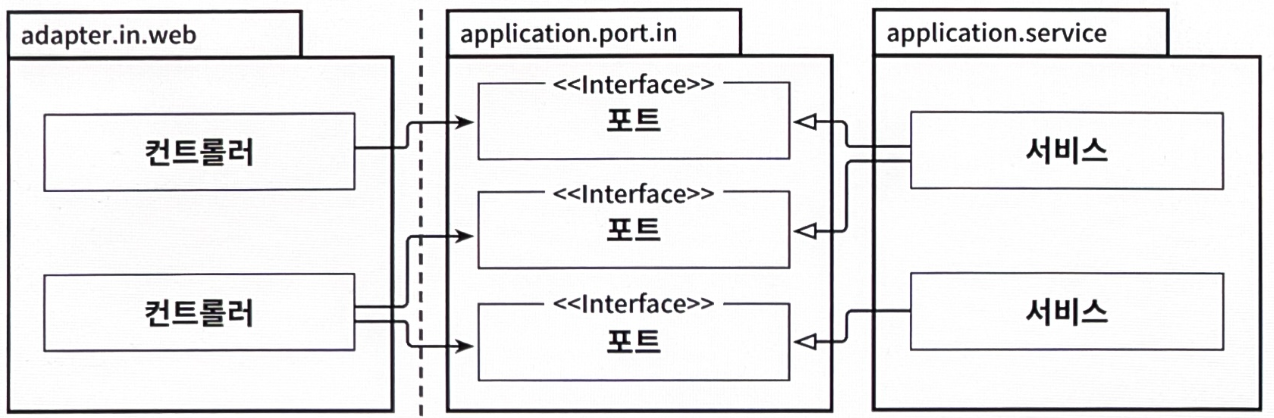 adapter.in.web
컨트롤러
컨트롤러
application.port.in
<<Interface>>
포트
<<Interface>>
포트
<<Interface>>
포트
application.service
서비스
서비스